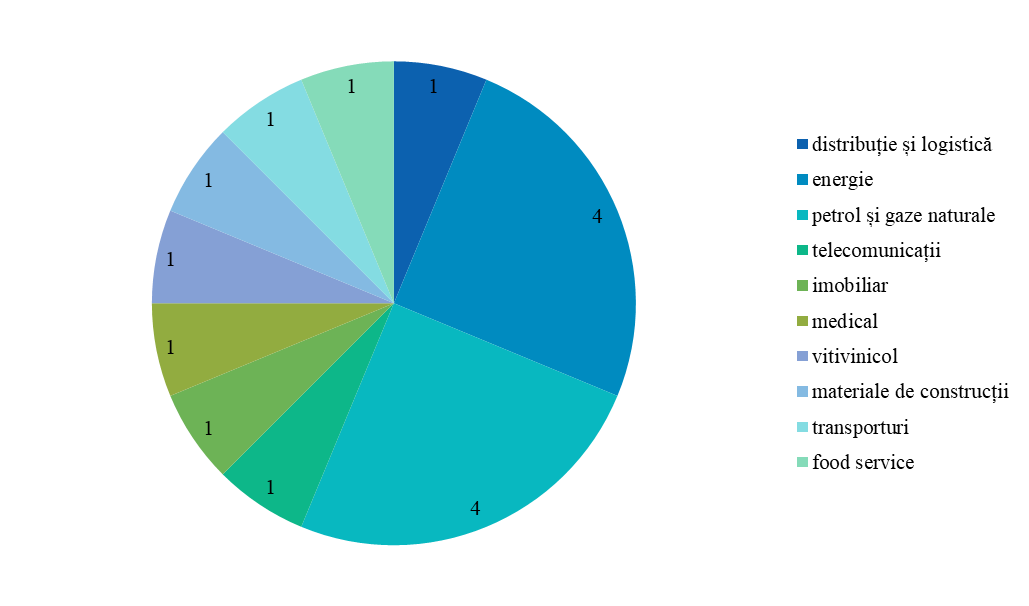 1
4
4
1
1
1
1
1
1
1
distribuție și logistică
energie
petrol și gaze naturale
telecomunicații
imobiliar
medical
vitivinicol
materiale de construcții
transporturi
food service